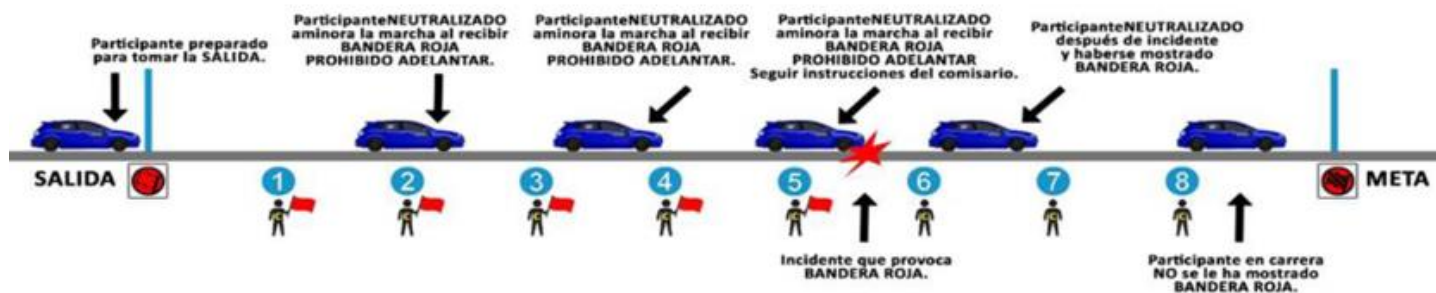 Participante preparado
para tomar la SALIDA.
ParticipanteNEUTRALIZADO
aminora la marcha al recibir
BANDERA ROJA
PROHIBIDO ADELANTAR.
ParticipanteNEUTRALIZADO
aminora la marcha al recibir
BANDERA ROJA
PROHIBIDO ADELANTAR.
ParticipanteNEUTRALIZADO
aminora la marcha al recibir
BANDERA ROJA
PROHIBIDO ADELANTAR
Seguir instrucciones del comisario.
ParticipanteNEUTRALIZADO
después de incidente
y haberse mostrado
BANDERA ROJA.
SALIDA
1
2
3
4
5
6
7
8
META
Incidente que provoca
BANDERA ROJA.
Participante en carrera
NO se le ha mostrado
BANDERA ROJA.